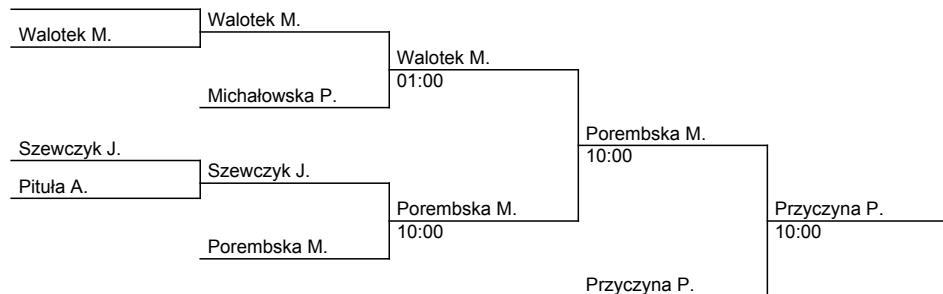 Walotek M.
Walotek M.
Walotek M.
01:00
Michałowska P.
Szewczyk J.
Pituła A.
Szewczyk J.
Porembska M.
Porembska M.
10:00
Porembska M.
10:00
Przyczyna P.
Przyczyna P.
10:00